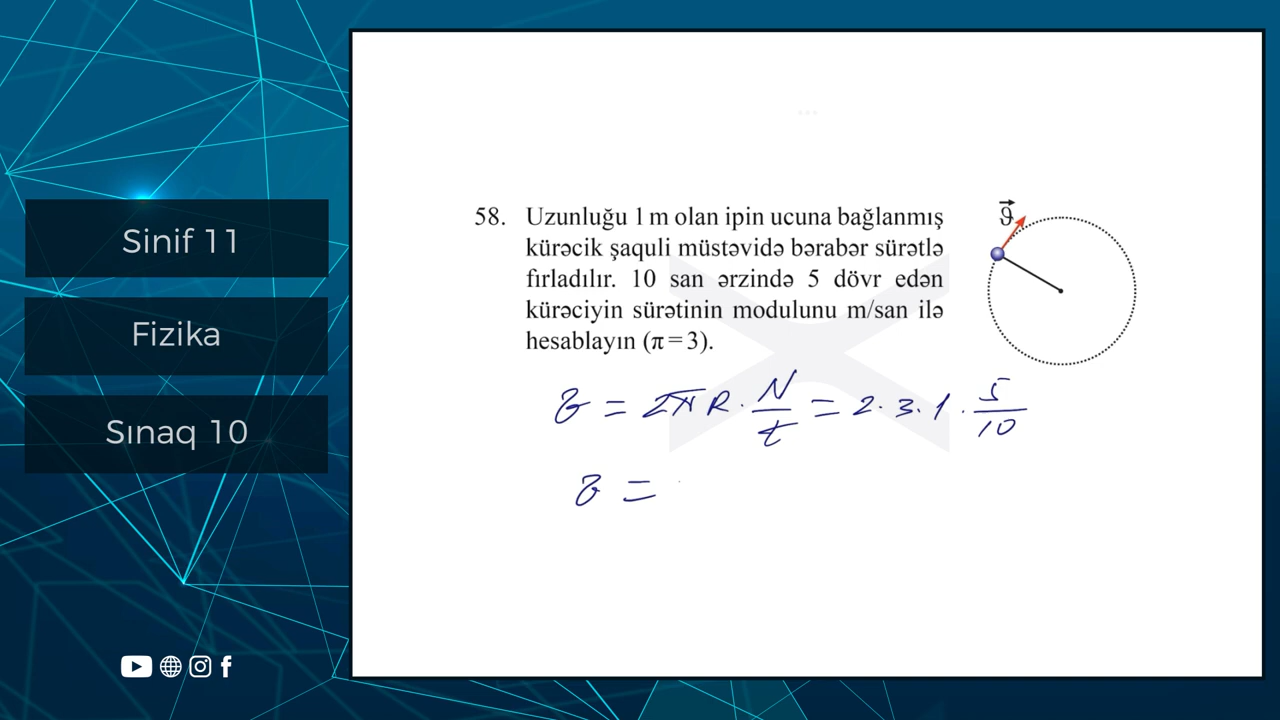 Sinif 11
Fizika
Sınaq 10
58. Uzunluğu 1 m olan ipin ucuna bağlanmış
kürəcik şaquli müstəvidə bərabər sürətlə
fırladılır. 10 san ərzində 5 dövr edən
kürəciyin sürətinin modulunu m/san ilə
hesablayın (π = 3).
ϑ⃗
ϑ = 2πR · N/t = 2 · 3 · 1 · 5/10
ϑ =